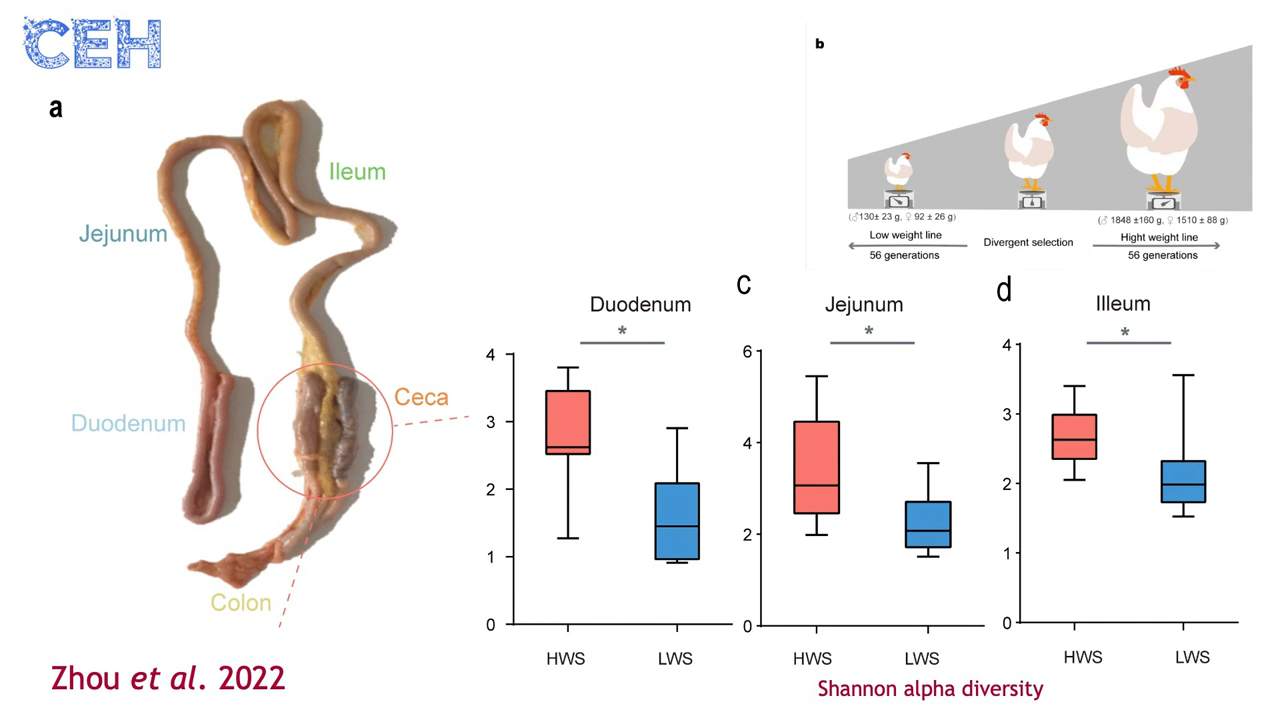 CEH
a
Ileum
Jejunum
Ceca
Duodenum
Colon
b
(♂130± 23 g, ♀ 92 ± 26 g)
(♂ 1848 ±160 g, ♀ 1510 ± 88 g)
Low weight line
Divergent selection
Hight weight line
56 generations
56 generations
Duodenum
*
4
3
2
1
0
HWS
LWS
c
Jejunum
*
6
4
2
0
HWS
LWS
d
Illeum
*
4
3
2
1
0
HWS
LWS
Shannon alpha diversity
Zhou et al. 2022